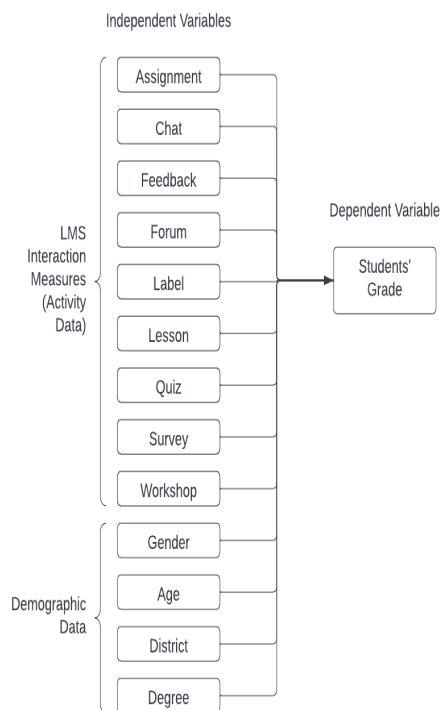 Independent Variables
Assignment
Chat
Feedback
Forum
Label
Lesson
Quiz
Survey
Workshop
Gender
Age
District
Degree
LMS
Interaction
Measures
(Activity
Data)
Demographic
Data
Dependent Variable
Students'
Grade